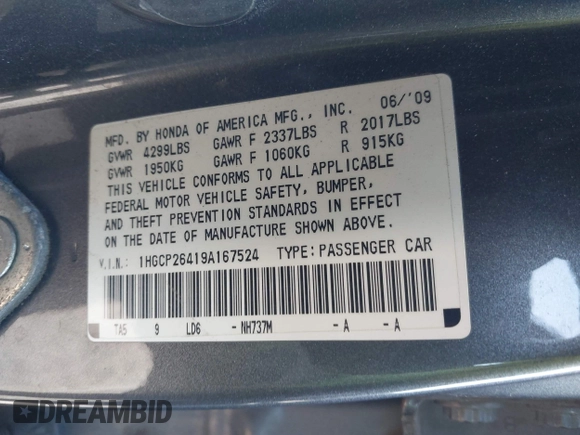 MFD. BY HONDA OF AMERICA MFG., INC. 06/'09
GVWR 4299LBS GAWR F 2337LBS R 2017LBS
GVWR 1950KG GAWR F 1060KG R 915KG
THIS VEHICLE CONFORMS TO ALL APPLICABLE
FEDERAL MOTOR VEHICLE SAFETY, BUMPER,
AND THEFT PREVENTION STANDARDS IN EFFECT
ON THE DATE OF MANUFACTURE SHOWN ABOVE.
V.I.N.: 1HGCP26419A167524 TYPE:PASSENGER CAR
TA5 9 LD6 -NH737M -A -A
DREAMBID